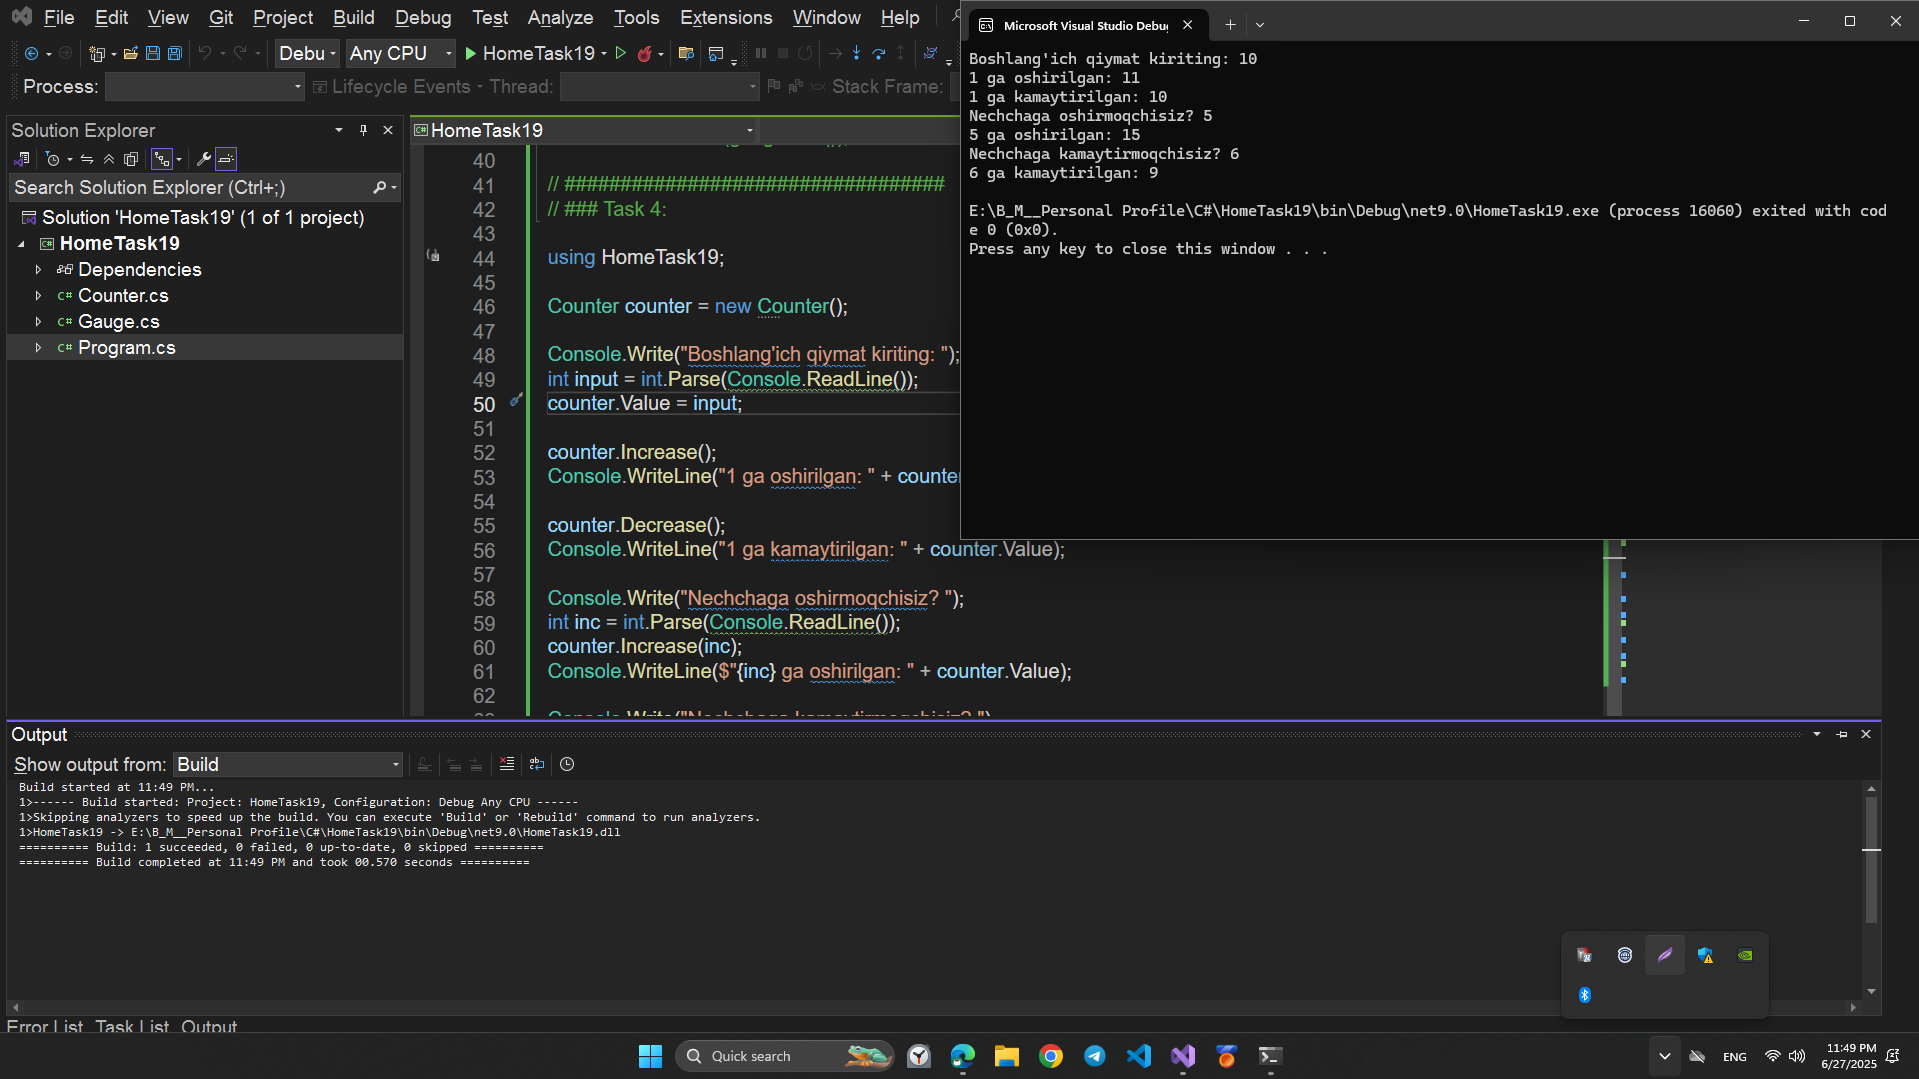 File Edit View Git Project Build Debug Test Analyze Tools Extensions Window Help
Debu Any CPU HomeTask19
Process: Lifecycle Events Thread: Stack Frame:
Solution Explorer
Search Solution Explorer (Ctrl+;)
Solution 'HomeTask19' (1 of 1 project)
HomeTask19
Dependencies
C# Counter.cs
C# Gauge.cs
C# Program.cs
C# HomeTask19
40
41 // ##################################
42 // ### Task 4:
43
44 using HomeTask19;
45
46 Counter counter = new Counter();
47
48 Console.Write("Boshlang'ich qiymat kiriting: ");
49 int input = int.Parse(Console.ReadLine());
50 counter.Value = input;
51
52 counter.Increase();
53 Console.WriteLine("1 ga oshirilgan: " + counter
54
55 counter.Decrease();
56 Console.WriteLine("1 ga kamaytirilgan: " + counter.Value);
57
58 Console.Write("Nechchaga oshirmoqchisiz? ");
59 int inc = int.Parse(Console.ReadLine());
60 counter.Increase(inc);
61 Console.WriteLine($"{inc} ga oshirilgan: " + counter.Value);
62
Microsoft Visual Studio Debug
Boshlang'ich qiymat kiriting: 10
1 ga oshirilgan: 11
1 ga kamaytirilgan: 10
Nechchaga oshirmoqchisiz? 5
5 ga oshirilgan: 15
Nechchaga kamaytirmoqchisiz? 6
6 ga kamaytirilgan: 9
E:\B_M__Personal Profile\C#\HomeTask19\bin\Debug\net9.0\HomeTask19.exe (process 16060) exited with cod
e 0 (0x0).
Press any key to close this window . . .
Output
Show output from: Build
Build started at 11:49 PM...
1>------ Build started: Project: HomeTask19, Configuration: Debug Any CPU ------
1>Skipping analyzers to speed up the build. You can execute 'Build' or 'Rebuild' command to run analyzers.
1>HomeTask19 -> E:\B_M__Personal Profile\C#\HomeTask19\bin\Debug\net9.0\HomeTask19.dll
========== Build: 1 succeeded, 0 failed, 0 up-to-date, 0 skipped ==========
========== Build completed at 11:49 PM and took 00.570 seconds ==========
Error List Task List Output
Quick search
ENG
11:49 PM
6/27/2025